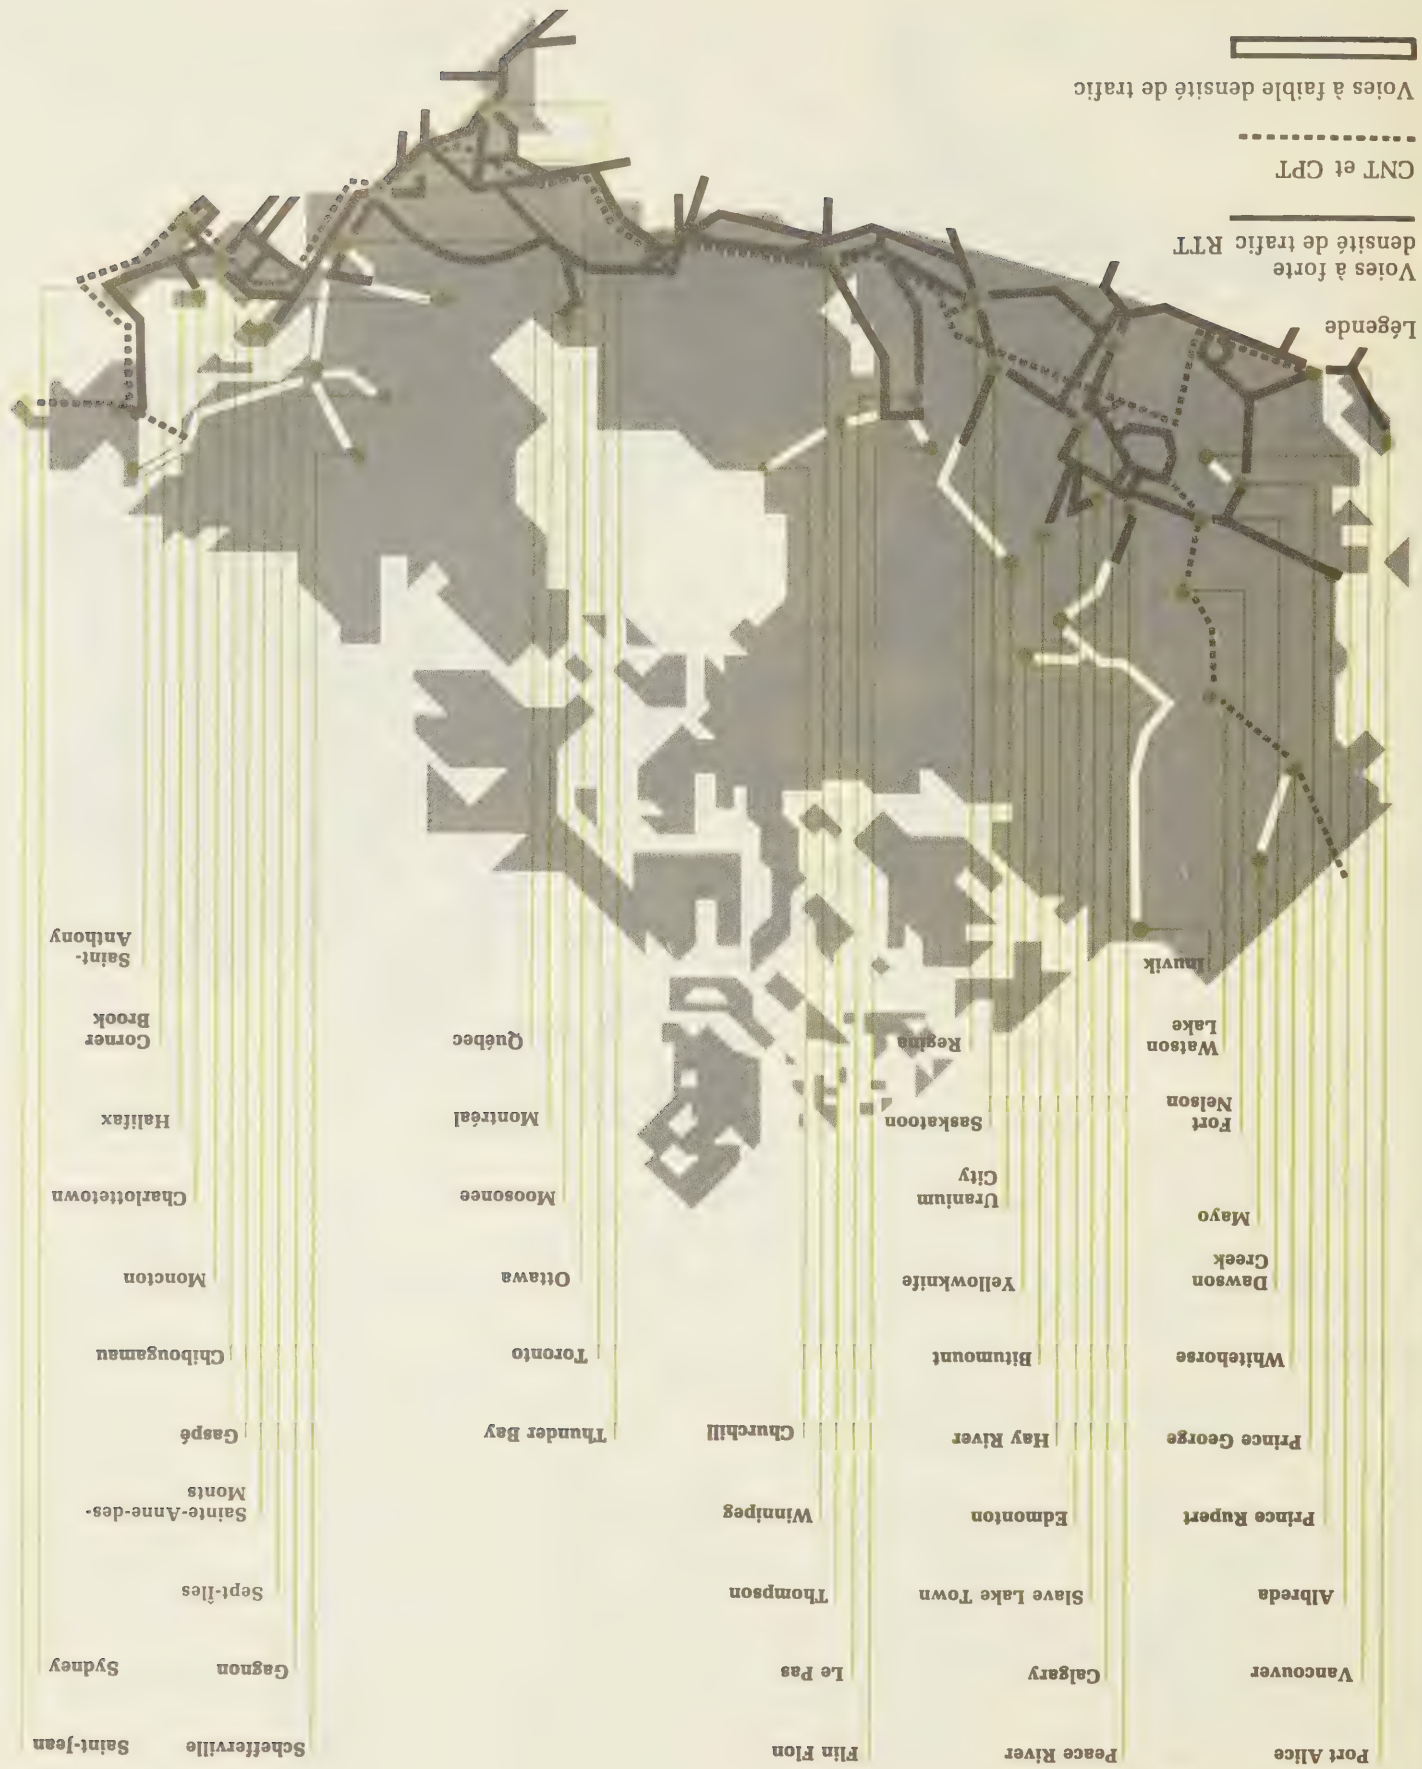 Port Alice
Vancouver
Albreda
Prince Rupert
Prince George
Whitehorse
Dawson
Creek
Mayo
Fort
Nelson
Watson
Lake
Inuvik
Peace River
Calgary
Slave Lake Town
Edmonton
Hay River
Bitumount
Yellowknife
Uranium
City
Saskatoon
Regina
Flin Flon
Le Pas
Thompson
Winnipeg
Churchill
Thunder Bay
Toronto
Ottawa
Moosonee
Montréal
Québec
Schefferville
Gagnon
Sept-Îles
Sainte-Anne-des-
Monts
Gaspé
Chibougamau
Moncton
Charlottetown
Halifax
Corner
Brook
Saint-
Anthony
Saint-Jean
Sydney
Légende
Voies à forte
densité de trafic RTT
CNT et CPT
Voies à faible densité de trafic